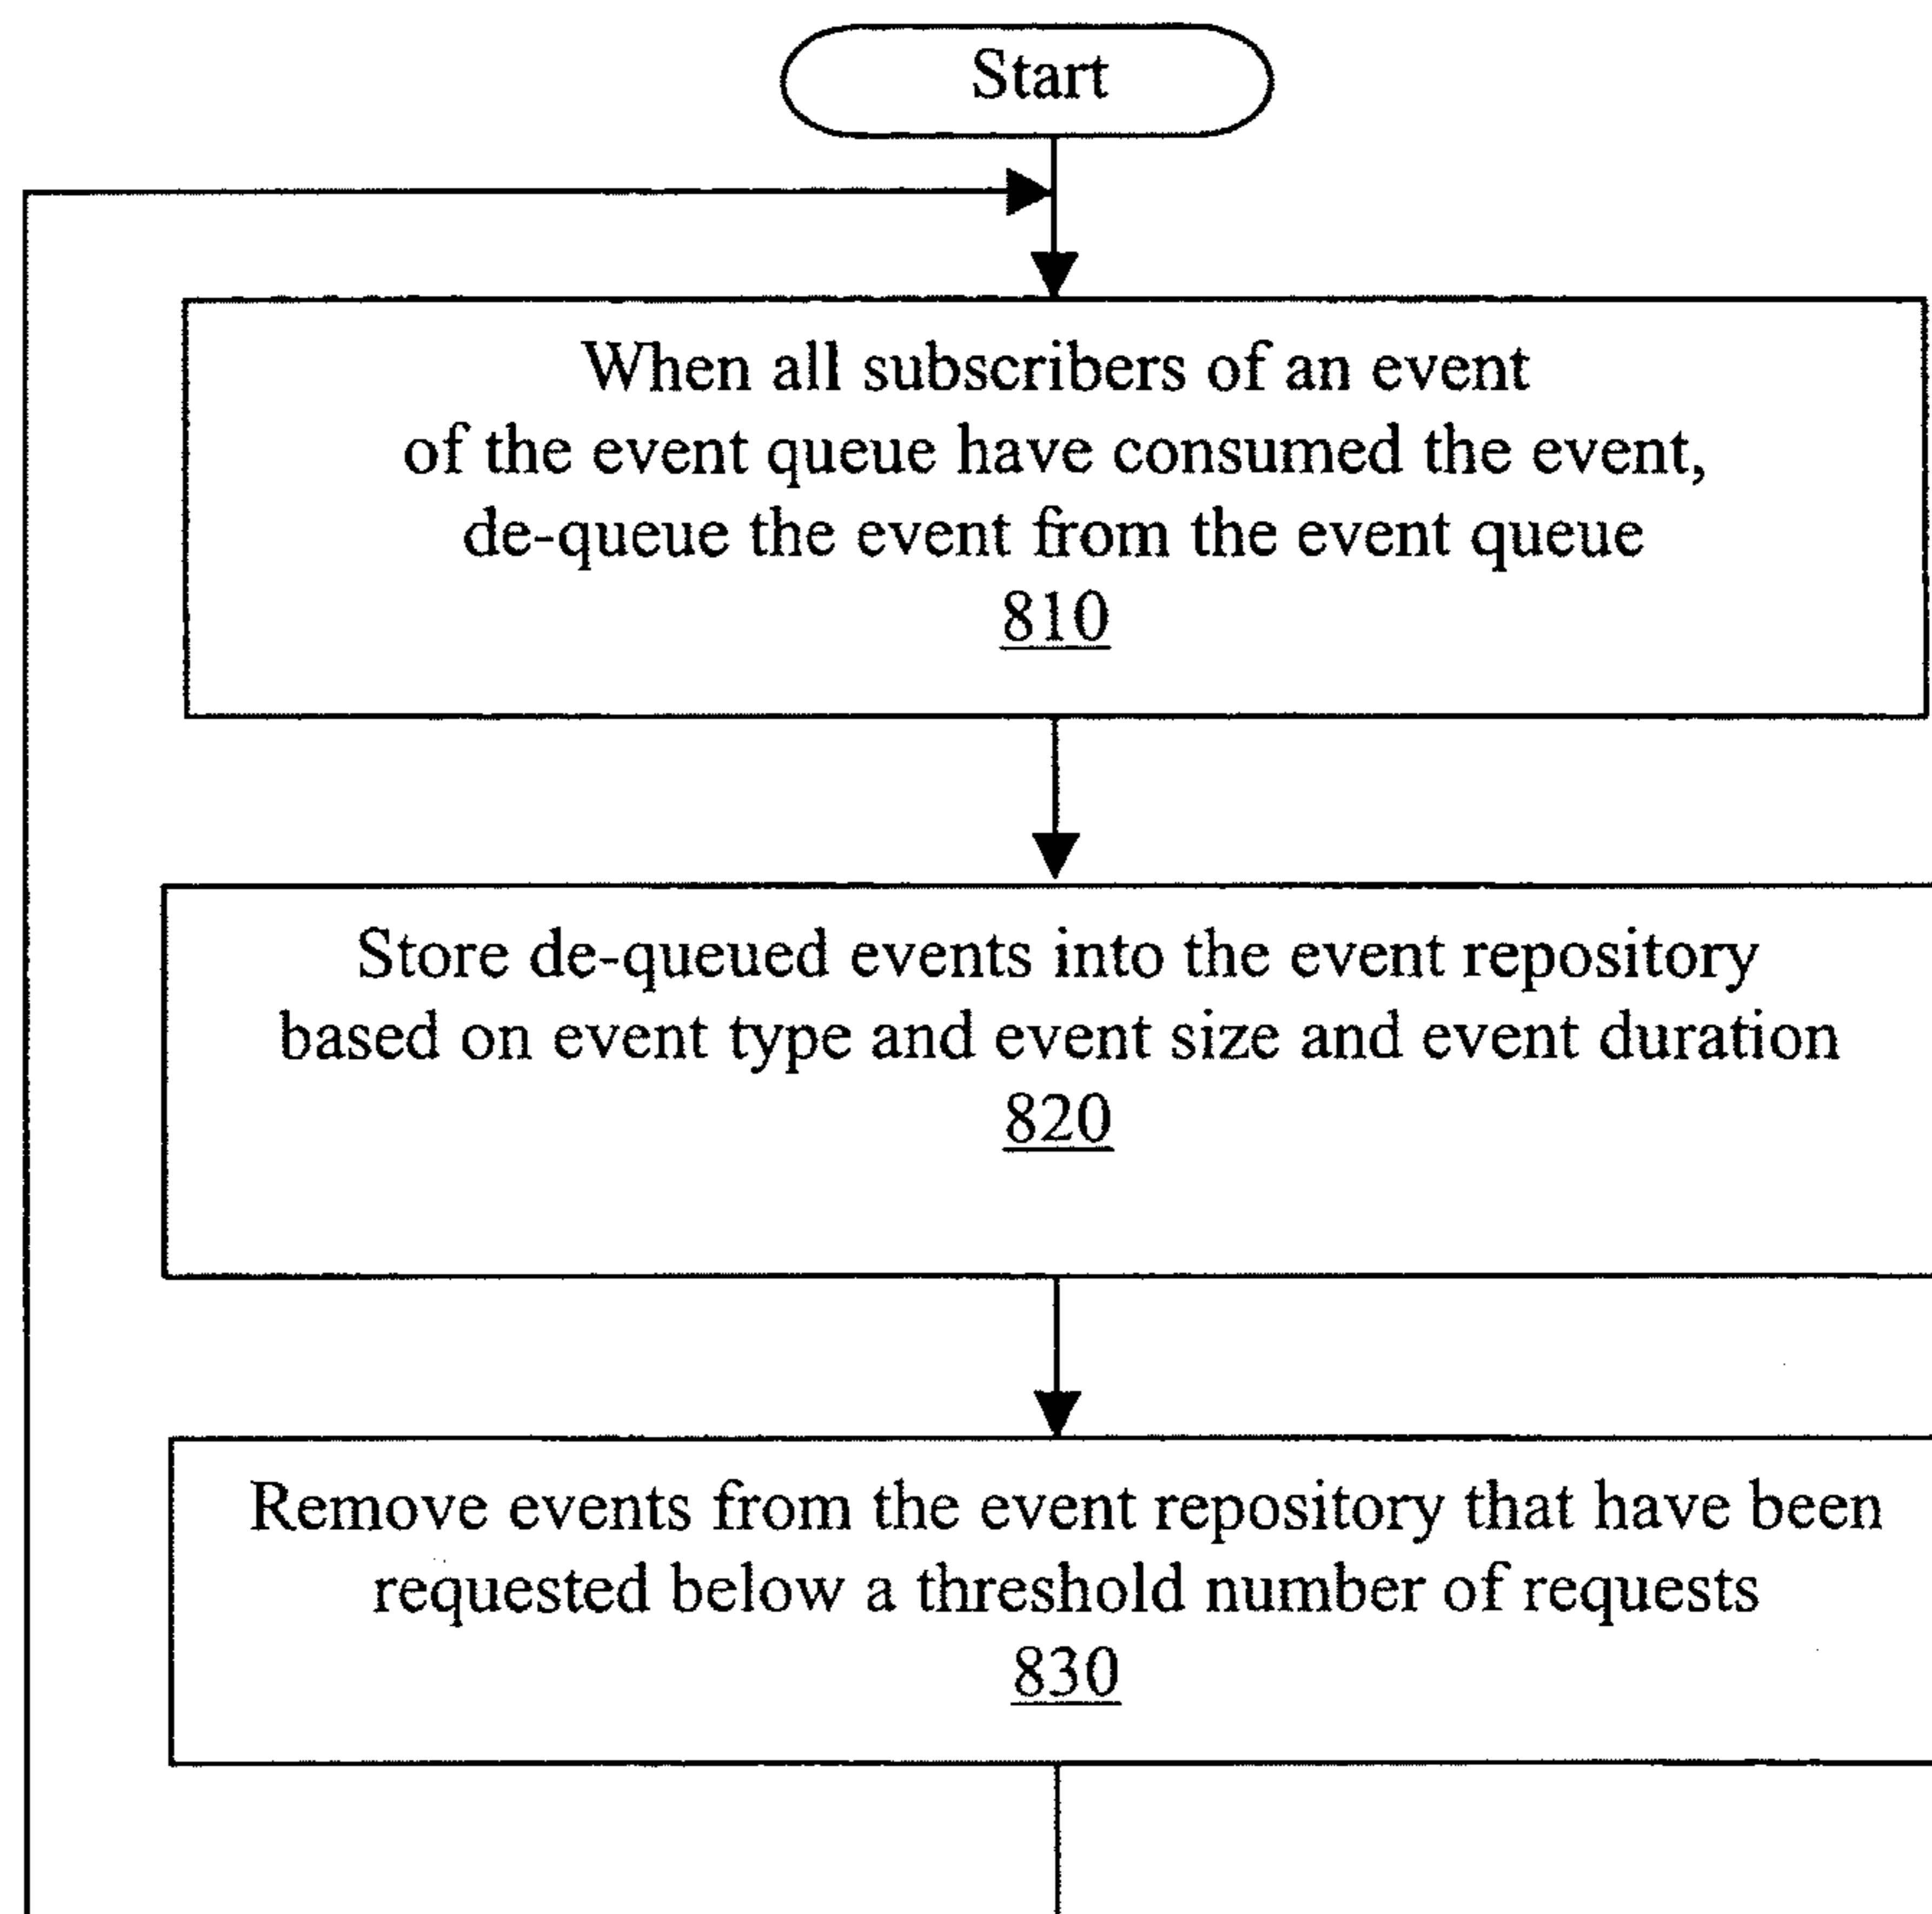 Start
When all subscribers of an event
of the event queue have consumed the event,
de-queue the event from the event queue
810
Store de-queued events into the event repository
based on event type and event size and event duration
820
Remove events from the event repository that have been
requested below a threshold number of requests
830